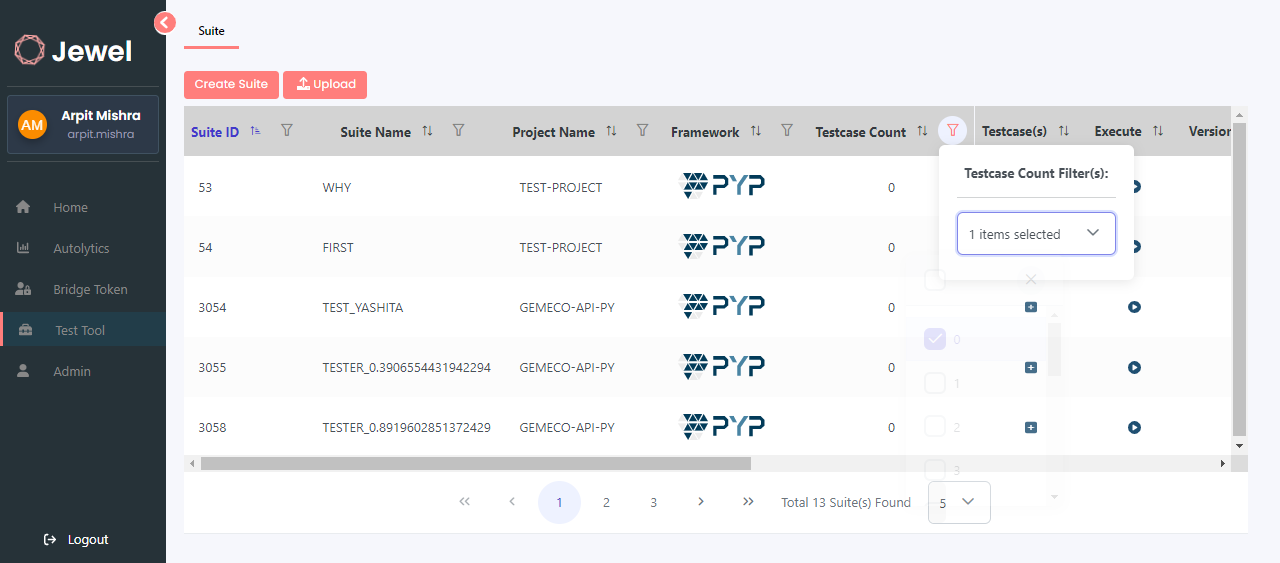 Jewel
AM
Arpit Mishra
arpit.mishra
Home
Autolytics
Bridge Token
Test Tool
Admin
Logout
Suite
Create Suite
Upload
Suite ID Suite Name Project Name Framework Testcase Count Testcase(s) Execute Version
53 WHY TEST-PROJECT PYP 0
54 FIRST TEST-PROJECT PYP 0
3054 TEST_YASHITA GEMECO-API-PY PYP 0
3055 TESTER_0.3906554431942294 GEMECO-API-PY PYP 0
3058 TESTER_0.8919602851372429 GEMECO-API-PY PYP 0
Testcase Count Filter(s):
1 items selected
0
1
2
3
1 2 3 Total 13 Suite(s) Found 5